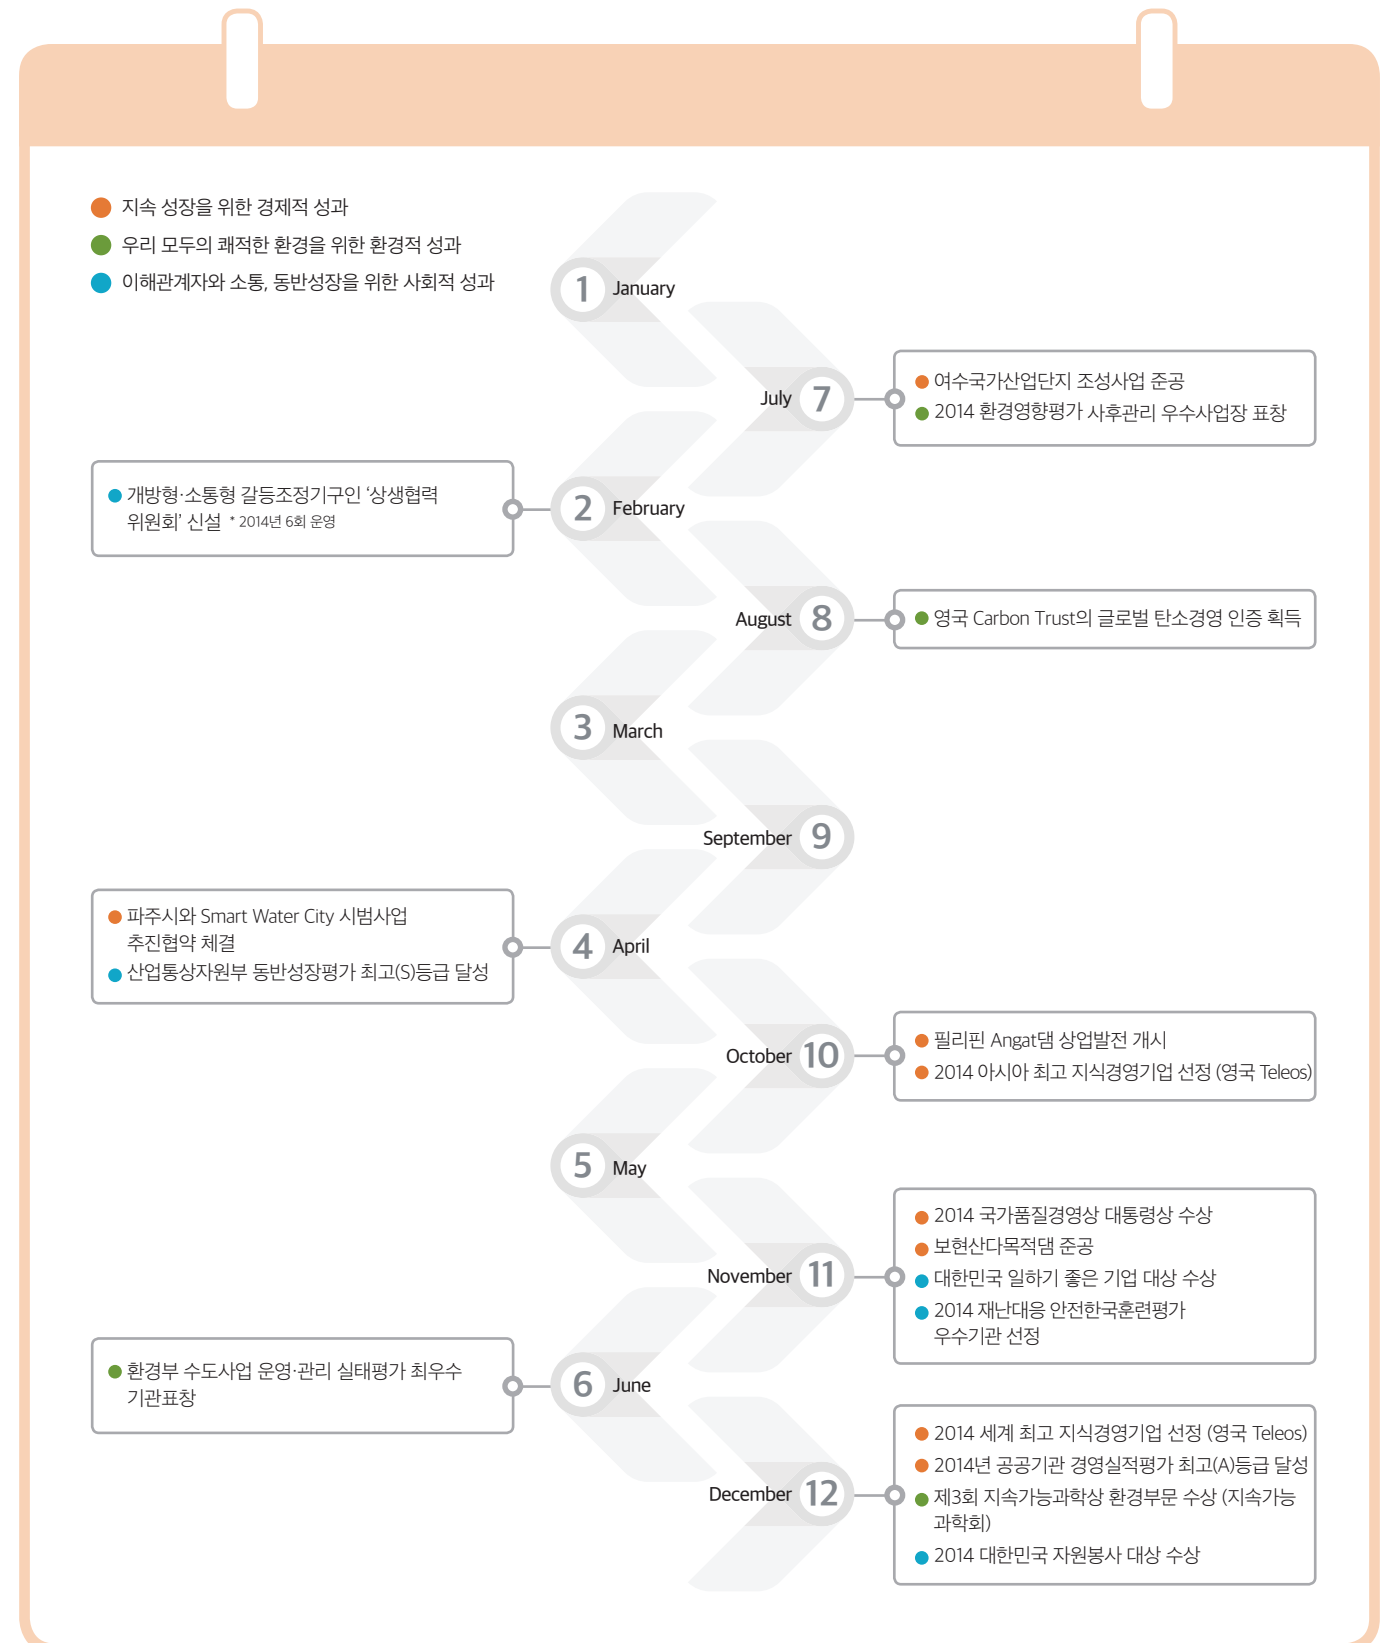 지속 성장을 위한 경제적 성과
우리 모두의 쾌적한 환경을 위한 환경적 성과
이해관계자와 소통, 동반성장을 위한 사회적 성과
1 January
2 February
개방형·소통형 갈등조정기구인 ‘상생협력
위원회’ 신설 * 2014년 6회 운영
3 March
4 April
파주시와 Smart Water City 시범사업
추진협약 체결
산업통상자원부 동반성장평가 최고(S)등급 달성
5 May
6 June
환경부 수도사업 운영·관리 실태평가 최우수
기관표창
July 7
여수국가산업단지 조성사업 준공
2014 환경영향평가 사후관리 우수사업장 표창
August 8
영국 Carbon Trust의 글로벌 탄소경영 인증 획득
September 9
October 10
필리핀 Angat댐 상업발전 개시
2014 아시아 최고 지식경영기업 선정 (영국 Teleos)
November 11
2014 국가품질경영상 대통령상 수상
보현산다목적댐 준공
대한민국 일하기 좋은 기업 대상 수상
2014 재난대응 안전한국훈련평가
우수기관 선정
December 12
2014 세계 최고 지식경영기업 선정 (영국 Teleos)
2014년 공공기관 경영실적평가 최고(A)등급 달성
제3회 지속가능과학상 환경부문 수상 (지속가능
과학회)
2014 대한민국 자원봉사 대상 수상